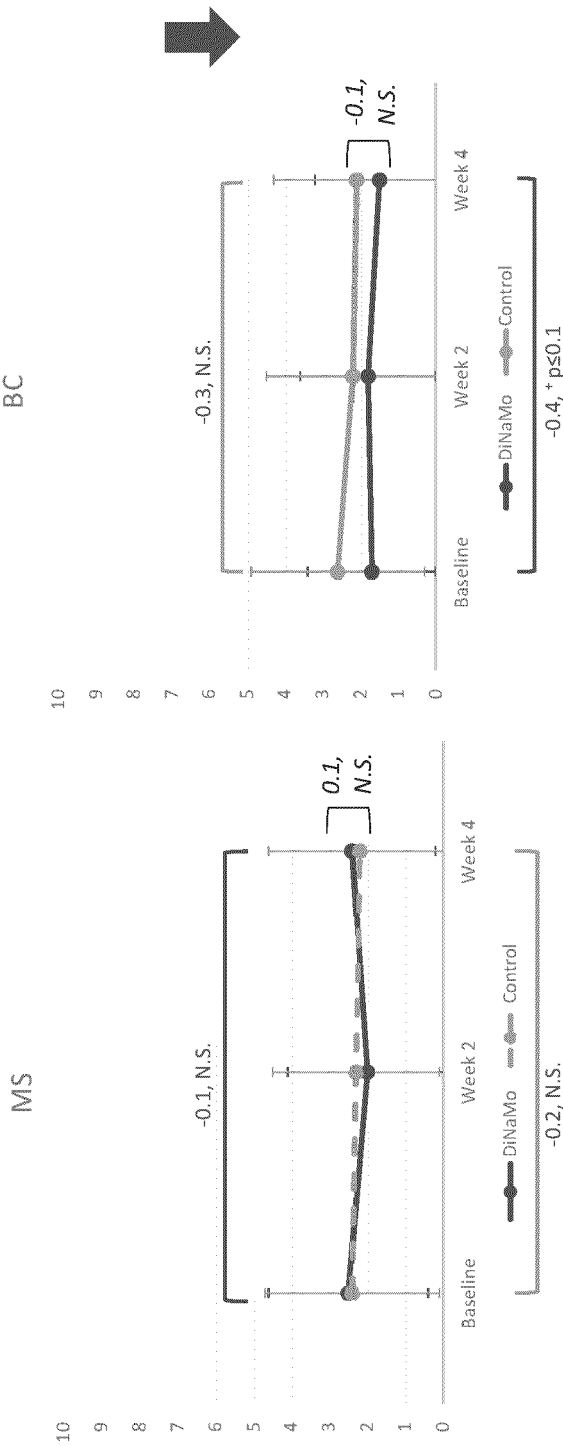 MS
-0.1, N.S.
10
9
8
7
6
5
4
3
2
1
0
0.1,
N.S.
Baseline
Week 2
Week 4
DiNaMo
Control
-0.2, N.S.
BC
-0.3, N.S.
10
9
8
7
6
5
4
3
2
1
0
-0.1,
N.S.
Baseline
Week 2
Week 4
DiNaMo
Control
-0.4, + p≤0.1